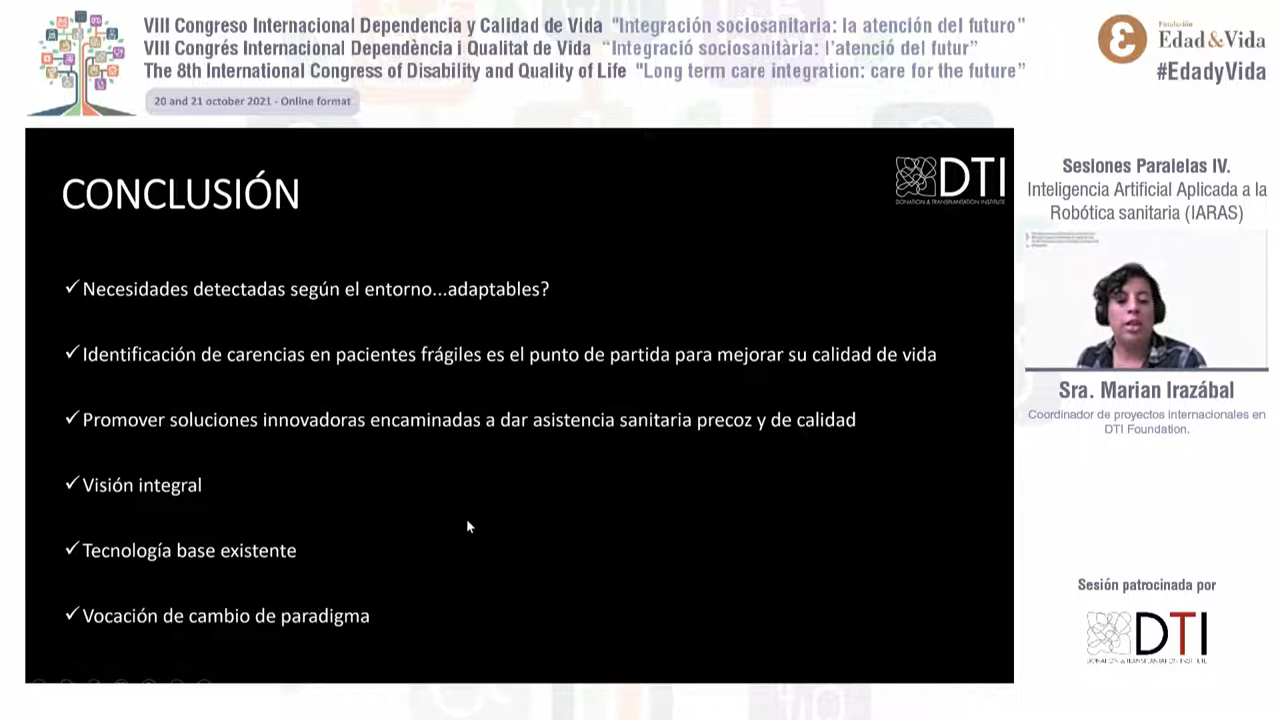 VIII Congreso Internacional Dependencia y Calidad de Vida "Integración sociosanitaria: la atención del futuro"
VIII Congrés Internacional Dependència i Qualitat de Vida "Integració sociosanitària: l'atenció del futur"
The 8th International Congress of Disability and Quality of Life "Long term care integration: care for the future"
20 and 21 october 2021 - Online format
Fundación
Edad&Vida
#EdadyVida
CONCLUSIÓN
DTI
DONATION & TRANSPLANTATION INSTITUTE
✓Necesidades detectadas según el entorno...adaptables?
✓Identificación de carencias en pacientes frágiles es el punto de partida para mejorar su calidad de vida
✓Promover soluciones innovadoras encaminadas a dar asistencia sanitaria precoz y de calidad
✓Visión integral
✓Tecnología base existente
✓Vocación de cambio de paradigma
Sesiones Paralelas IV.
Inteligencia Artificial Aplicada a la
Robótica sanitaria (IARAS)
Sra. Marian Irazábal
Coordinador de proyectos internacionales en
DTI Foundation.
Sesión patrocinada por
DTI
DONATION & TRANSPLANTATION INSTITUTE